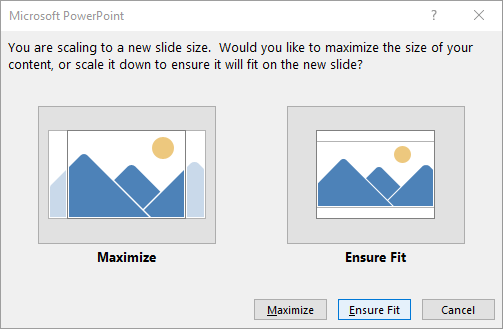 Microsoft PowerPoint
?
You are scaling to a new slide size.  Would you like to maximize the size of your
content, or scale it down to ensure it will fit on the new slide?
Maximize
Ensure Fit
Maximize
Ensure Fit
Cancel